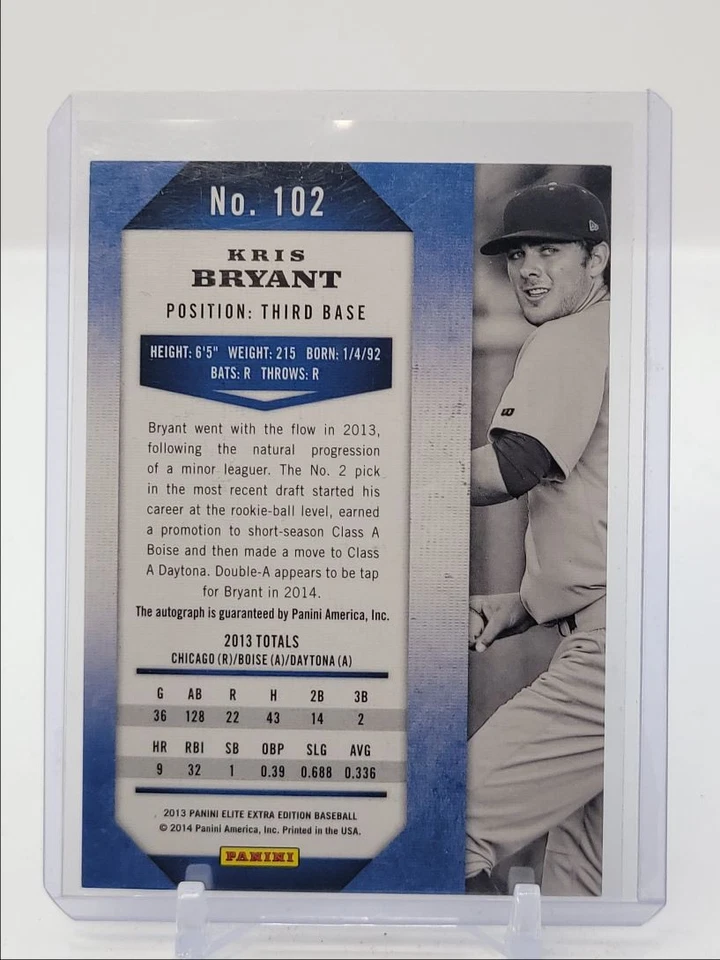 No. 102
KRIS
BRYANT
POSITION: THIRD BASE
HEIGHT: 6'5" WEIGHT: 215 BORN: 1/4/92
BATS: R THROWS: R
Bryant went with the flow in 2013,
following the natural progression
of a minor leaguer. The No. 2 pick
in the most recent draft started his
career at the rookie-ball level, earned
a promotion to short-season Class A
Boise and then made a move to Class
A Daytona. Double-A appears to be tap
for Bryant in 2014.
The autograph is guaranteed by Panini America, Inc.
2013 TOTALS
CHICAGO (R)/BOISE (A)/DAYTONA (A)
G AB R H 2B 3B
36 128 22 43 14 2
HR RBI SB OBP SLG AVG
9 32 1 0.39 0.688 0.336
2013 PANINI ELITE EXTRA EDITION BASEBALL
© 2014 Panini America, Inc. Printed in the USA.
PANINI